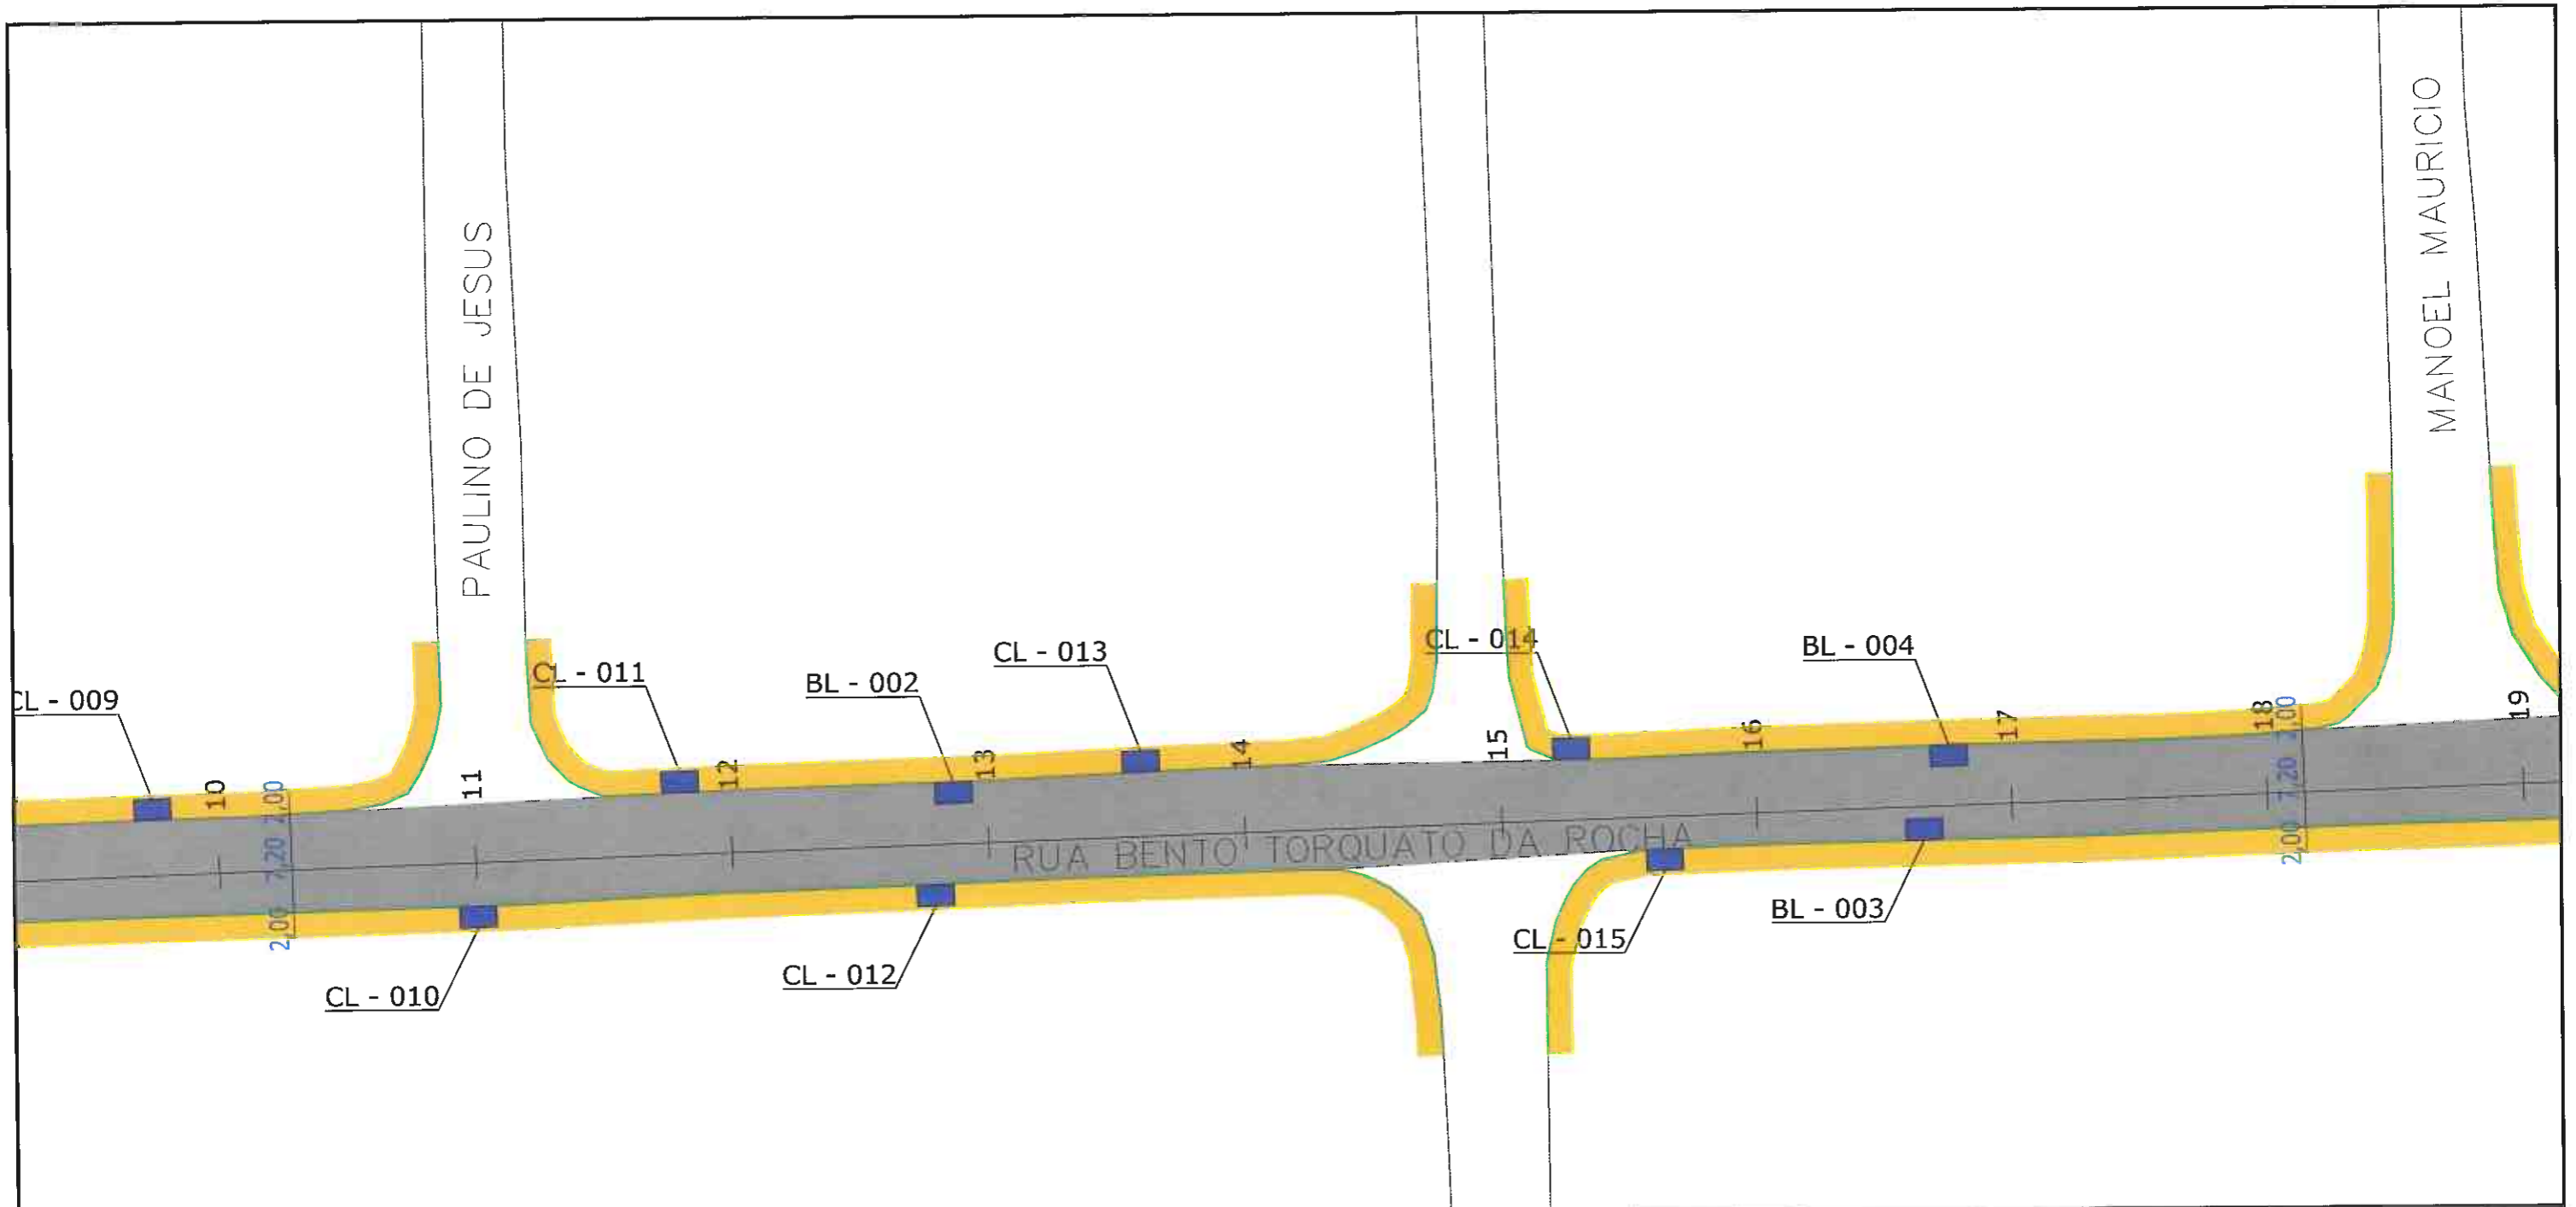 PAULINO DE JESUS
MANOEL MAURICIO
CL - 009
CL - 011
BL - 002
CL - 013
CL - 014
BL - 004
10
11
12
13
14
15
16
17
18
19
2,00
7,20
2,00
2,00
7,20
2,00
RUA BENTO TORQUATO DA ROCHA
CL - 010
CL - 012
CL - 015
BL - 003